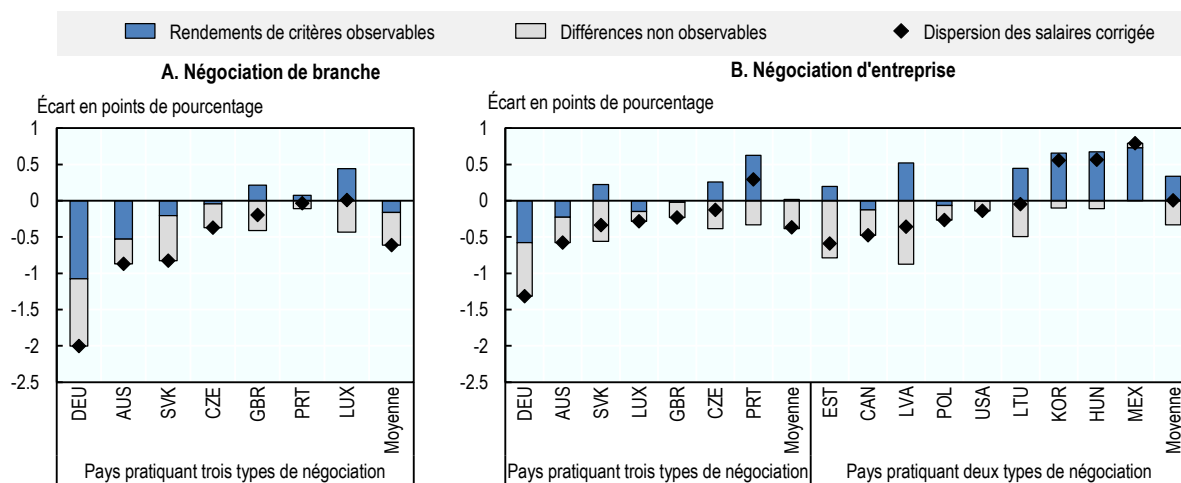 Rendements de critères observables Différences non observables Dispersion des salaires corrigée
A. Négociation de branche
Écart en points de pourcentage
1
0.5
0
-0.5
-1
-1.5
-2
-2.5
DEU AUS SVK CZE GBR PRT LUX Moyenne
Pays pratiquant trois types de négociation
B. Négociation d'entreprise
Écart en points de pourcentage
1
0.5
0
-0.5
-1
-1.5
-2
-2.5
DEU AUS SVK LUX GBR CZE PRT Moyenne EST CAN LVA POL USA LTU KOR HUN MEX Moyenne
Pays pratiquant trois types de négociation Pays pratiquant deux types de négociation